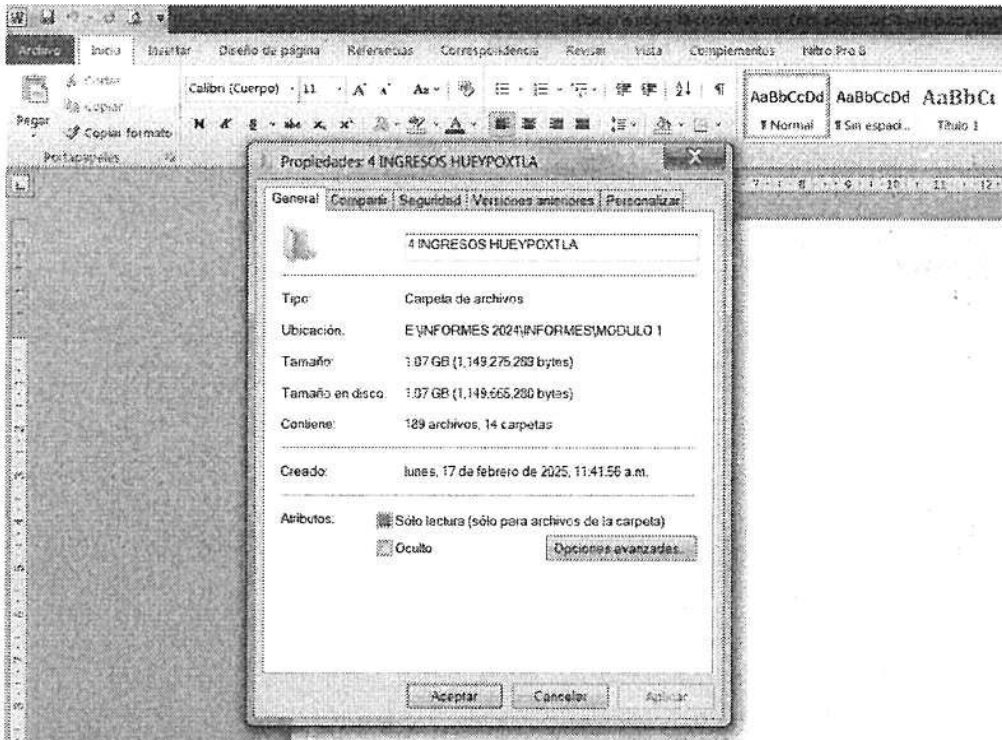 Archivo Inicio Insertar Diseño de página Referencias Correspondencia Revisar Vista Complementos Nitro Pro 8
Cortar
Copiar
Pegar
Copiar formato
Portapapeles
Calibri (Cuerpo) 11
AaBbCcDd AaBbCcDd AaBbCc
¶ Normal ¶ Sin espaci... Título 1
Propiedades: 4 INGRESOS HUEYPOXTLA
General Compartir Seguridad Versiones anteriores Personalizar
4 INGRESOS HUEYPOXTLA
Tipo: Carpeta de archivos
Ubicación: E:\INFORMES 2024\INFORMES\MODULO 1
Tamaño: 1.07 GB (1,149,275,289 bytes)
Tamaño en disco: 1.07 GB (1,149,665,280 bytes)
Contiene: 189 archivos, 14 carpetas
Creado: lunes, 17 de febrero de 2025, 11:41:56 a.m.
Atributos: Sólo lectura (sólo para archivos de la carpeta)
Oculto Opciones avanzadas...
Aceptar Cancelar Aplicar